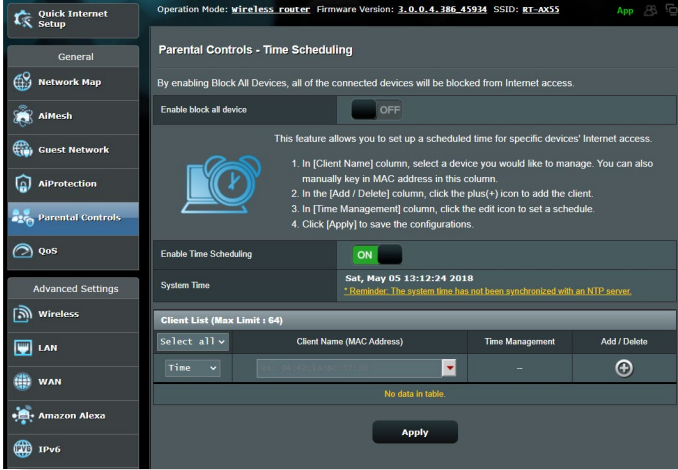 Quick Internet
Setup
Operation Mode: Wireless router Firmware Version: 3.0.0.4.386_45934 SSID: RT-AX55
App
General
Network Map
AiMesh
Guest Network
AiProtection
Parental Controls
QoS
Advanced Settings
Wireless
LAN
WAN
Amazon Alexa
IPv6
Parental Controls - Time Scheduling
By enabling Block All Devices, all of the connected devices will be blocked from Internet access.
Enable block all device
OFF
This feature allows you to set up a scheduled time for specific devices' Internet access.
1. In [Client Name] column, select a device you would like to manage. You can also
manually key in MAC address in this column.
2. In the [Add / Delete] column, click the plus(+) icon to add the client.
3. In [Time Management] column, click the edit icon to set a schedule.
4. Click [Apply] to save the configurations.
Enable Time Scheduling
ON
System Time
Sat, May 05 13:12:24 2018
* Reminder: The system time has not been synchronized with an NTP server.
Client List (Max Limit : 64)
Select all
Client Name (MAC Address)
Time Management
Add / Delete
Time
--
No data in table.
Apply